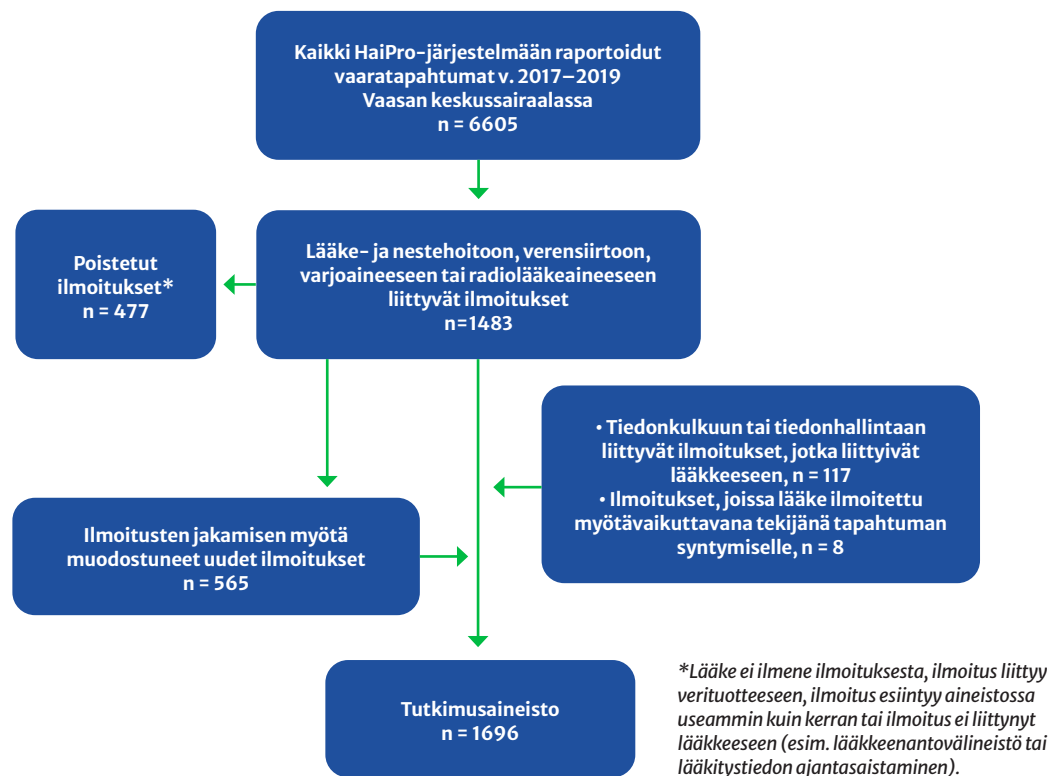 Kaikki HaiPro-järjestelmään raportoidut
vaaratapahtumat v. 2017–2019
Vaasan keskussairaalassa
n = 6605
Poistetut
ilmoitukset*
n = 477
Lääke- ja nestehoitoon, verensiirtoon,
varjoaineeseen tai radiolääkeaineeseen
liittyvät ilmoitukset
n=1483
• Tiedonkulkuun tai tiedonhallintaan
liittyvät ilmoitukset, jotka liittyivät
lääkkeeseen, n = 117
• Ilmoitukset, joissa lääke ilmoitettu
myötävaikuttavana tekijänä tapahtuman
syntymiselle, n = 8
Ilmoitusten jakamisen myötä
muodostuneet uudet ilmoitukset
n = 565
Tutkimusaineisto
n = 1696
*Lääke ei ilmene ilmoituksesta, ilmoitus liittyy
verituotteeseen, ilmoitus esiintyy aineistossa
useammin kuin kerran tai ilmoitus ei liittynyt
lääkkeeseen (esim. lääkkeenantovälineistö tai
lääkitystiedon ajantasaistaminen).